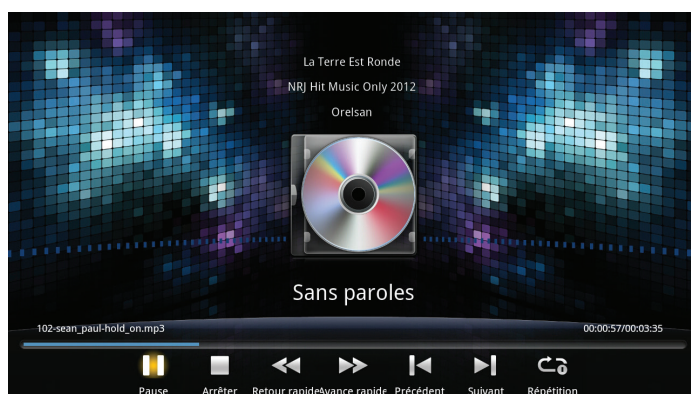 La Terre Est Ronde
NRJ Hit Music Only 2012
Orelsan
Sans paroles
102-sean_paul-hold_on.mp3 00:00:57/00:03:35
Pause Arrêter Retour rapide Avance rapide Précédent Suivant Répétition